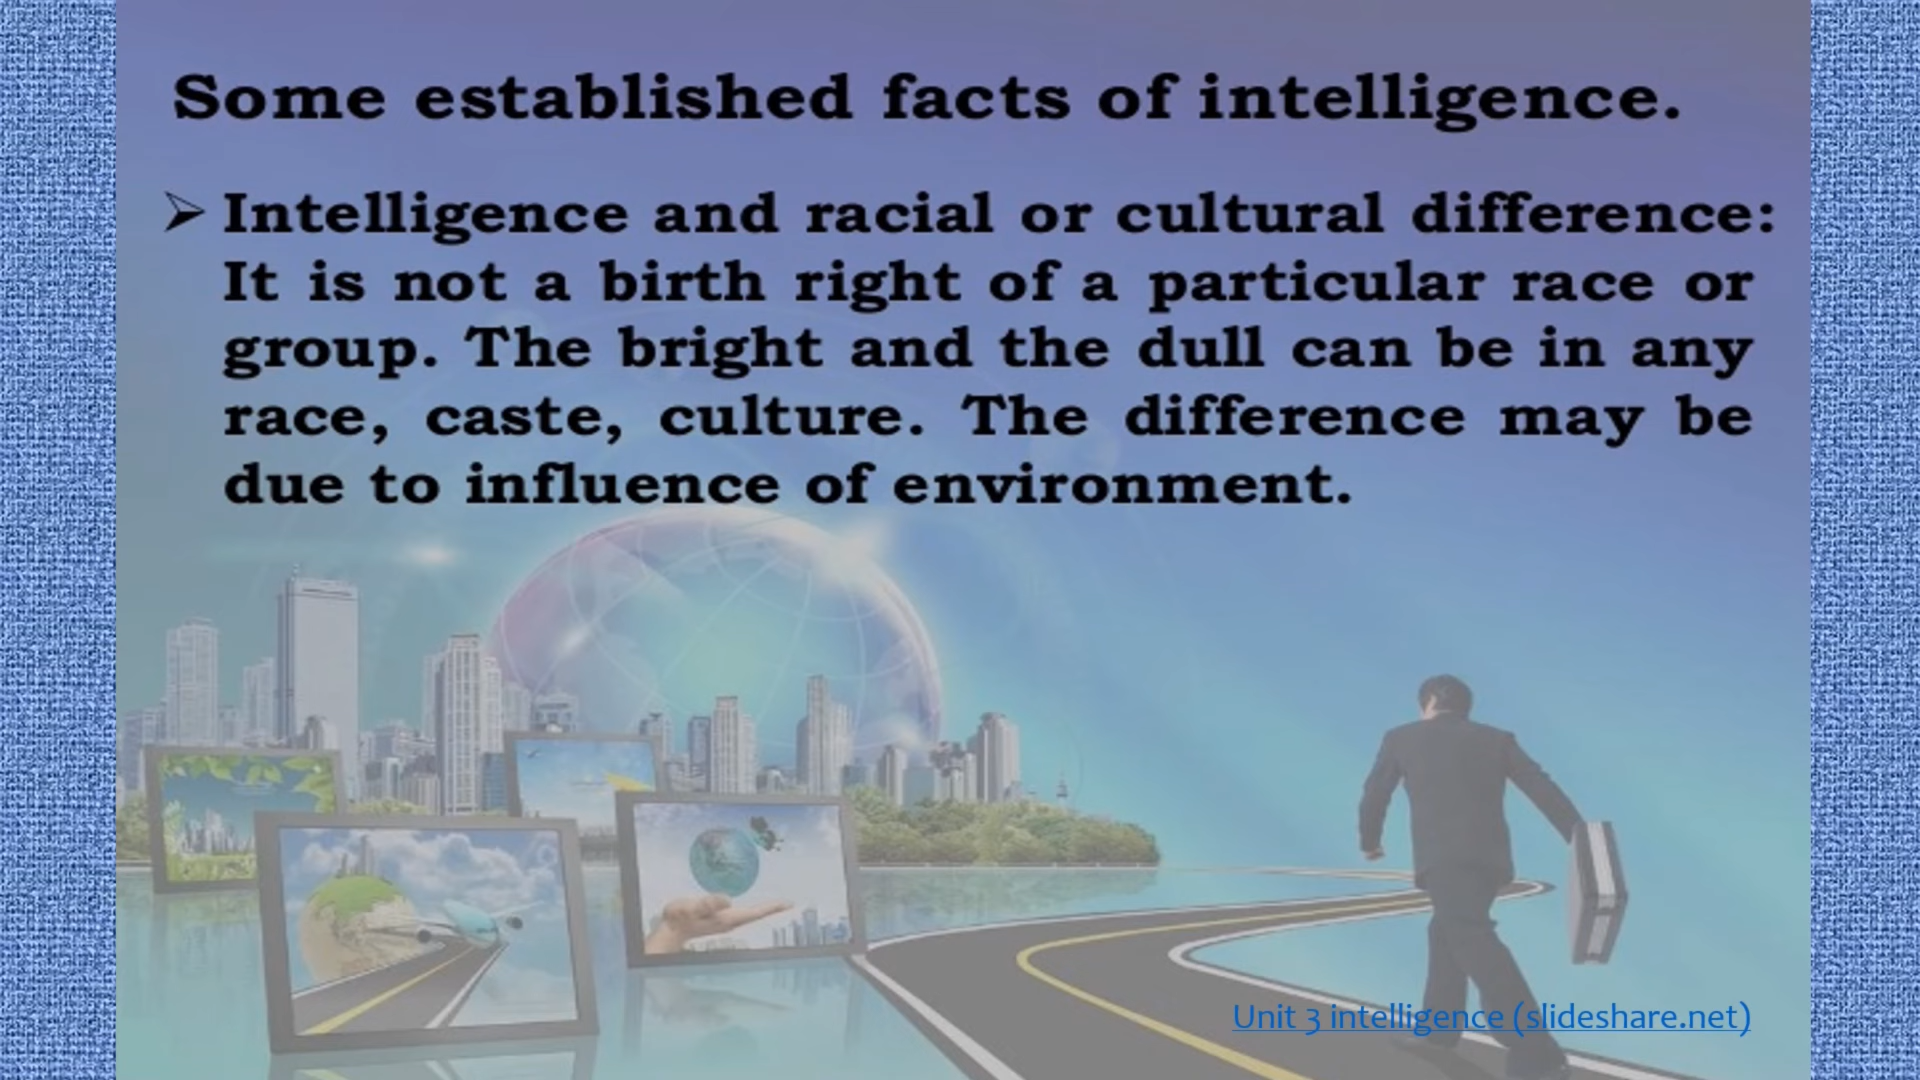 Some established facts of intelligence.
➢ Intelligence and racial or cultural difference:
It is not a birth right of a particular race or
group. The bright and the dull can be in any
race, caste, culture. The difference may be
due to influence of environment.
Unit 3 intelligence (slideshare.net)